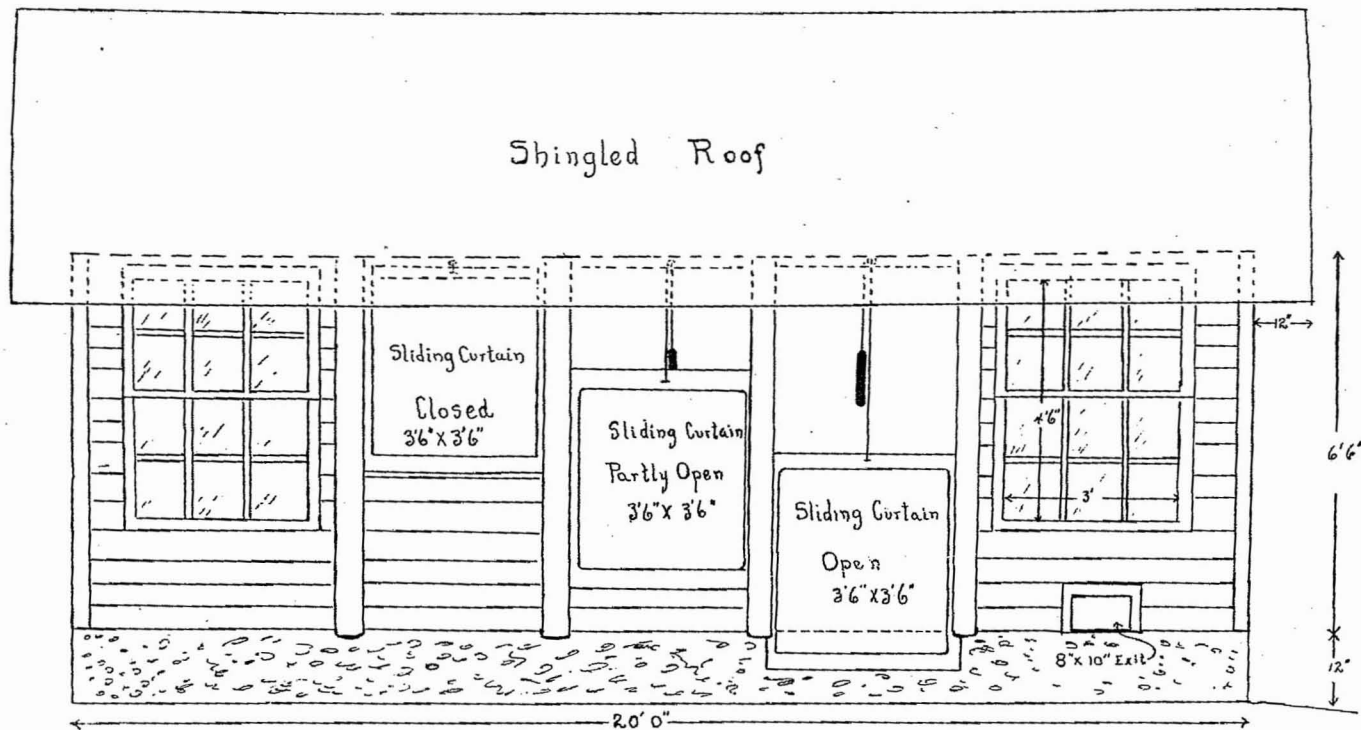 Shingled Roof
12"
Sliding Curtain
Closed
3'6" X 3'6"
Sliding Curtain
Partly Open
3'6" X 3'6"
Sliding Curtain
Open
3'6" X 3'6"
4'6"
3'
6'6"
8" X 10" Exit
12"
20' 0"